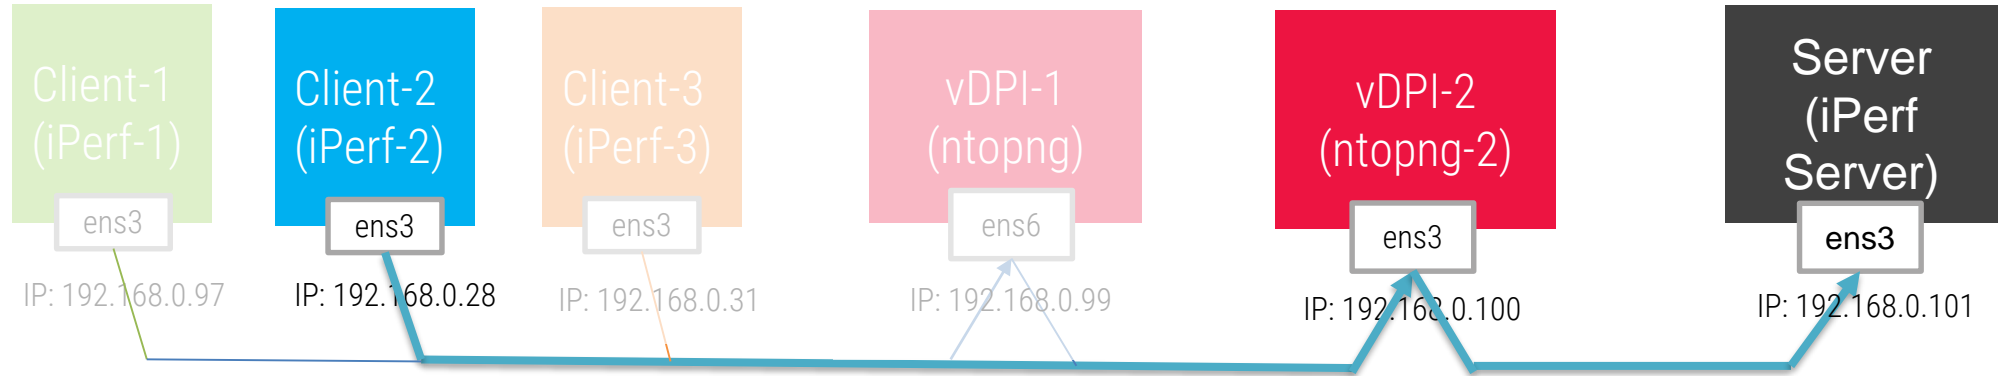 Client-1
(iPerf-1)
ens3
IP: 192.168.0.97
Client-2
(iPerf-2)
ens3
IP: 192.168.0.28
Client-3
(iPerf-3)
ens3
IP: 192.168.0.31
vDPI-1
(ntopng)
ens6
IP: 192.168.0.99
vDPI-2
(ntopng-2)
ens3
IP: 192.168.0.100
Server
(iPerf
Server)
ens3
IP: 192.168.0.101